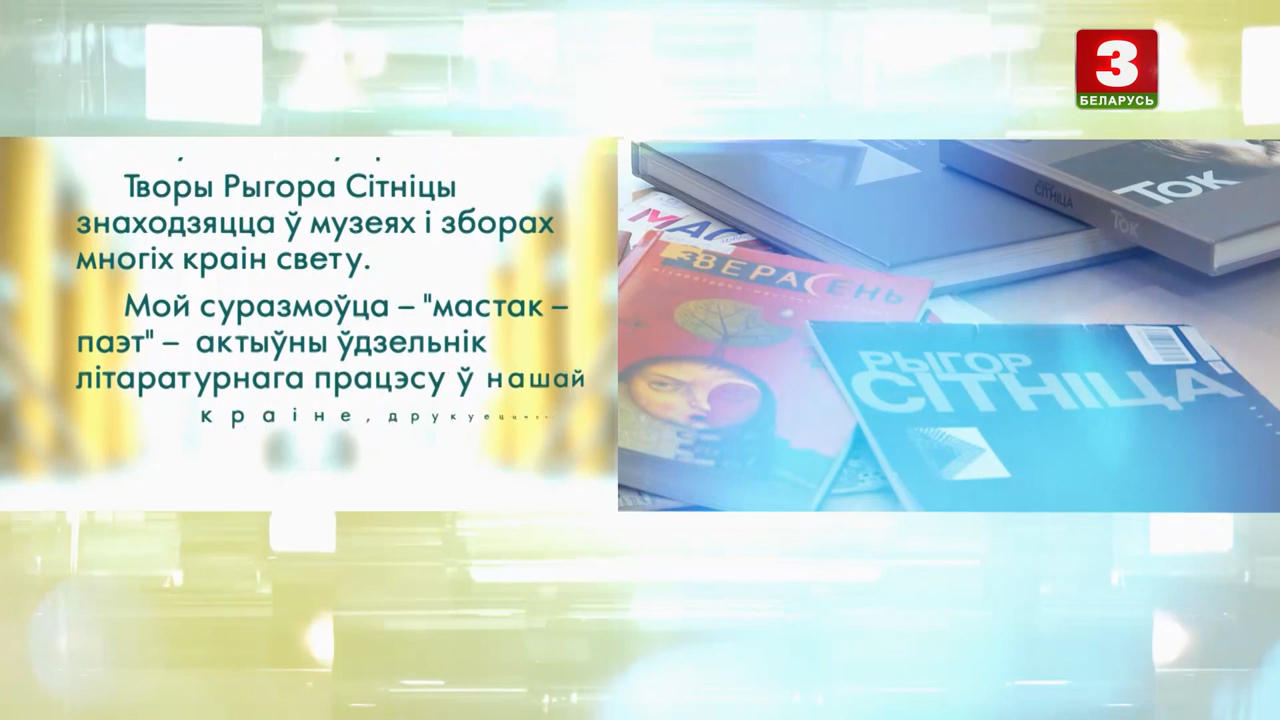 3
БЕЛАРУСЬ
Творы Рыгора Сітніцы
знаходзяцца ў музеях і зборах
многіх краін свету.
Мой суразмоўца – "мастак –
паэт" – актыўны ўдзельнік
літаратурнага працэсу ў нашай
краіне,
СІТНІЦА
ТОК
ТОК
ВЕРАСЕНЬ
РЫГОР
СІТНІЦА